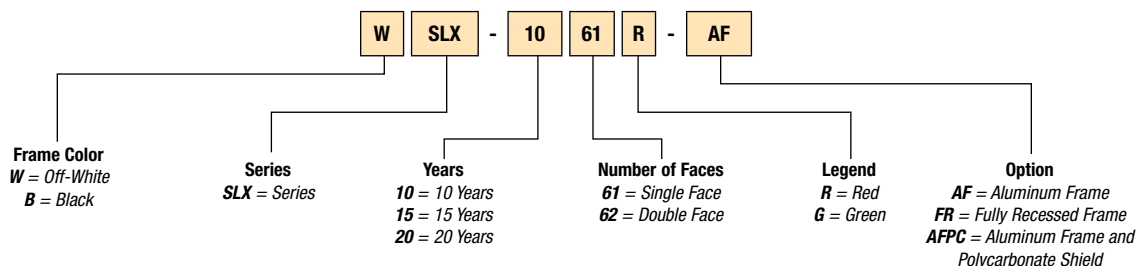 W SLX - 10 61 R - AF
Frame Color
W = Off-White
B = Black
Series
SLX = Series
Years
10 = 10 Years
15 = 15 Years
20 = 20 Years
Number of Faces
61 = Single Face
62 = Double Face
Legend
R = Red
G = Green
Option
AF = Aluminum Frame
FR = Fully Recessed Frame
AFPC = Aluminum Frame and
Polycarbonate Shield